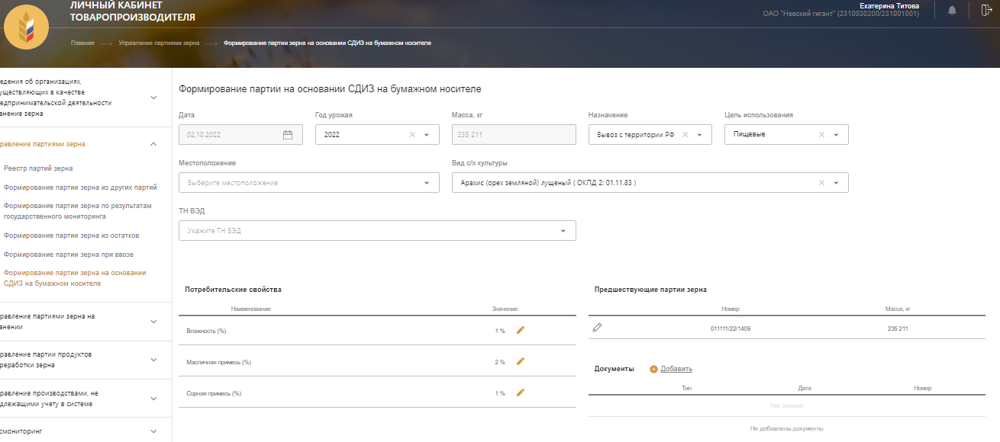 ЛИЧНЫЙ КАБИНЕТ
ТОВАРОПРОИЗВОДИТЕЛЯ
Екатерина Титова
ОАО "Невский гигант" (2310030200/231001001)
Главная
Управление партиями зерна
Формирование партии зерна на основании СДИЗ на бумажном носителе
едения об организациях,
уществляющих в качестве
едпринимательской деятельности
анение зерна
равление партиями зерна
Реестр партий зерна
Формирование партии зерна из других партий
Формирование партии зерна по результатам
государственного мониторинга
Формирование партии зерна из остатков
Формирование партии зерна при ввозе
Формирование партии зерна на основании
СДИЗ на бумажном носителе
равление партиями зерна на
анении
равление партии продуктов
реработки зерна
равление производствами, не
длежащими учету в системе
смониторинг
Формирование партии на основании СДИЗ на бумажном носителе
Дата
Год урожая
Масса, кг
Назначение
Цель использования
02.10.2022
2022
235 211
Вывоз с территории РФ
Пищевые
Местоположение
Вид с/х культуры
Выберите местоположение
Арахис (орех земляной) лущеный ( ОКПД 2: 01.11.83 )
ТН ВЭД
Укажите ТН ВЭД
Потребительские свойства
Наименование
Значение
Влажность (%)
1 %
Масличная примесь (%)
2 %
Сорная примесь (%)
1 %
Предшествующие партии зерна
Номер
Масса, кг
011111/22/1409
235 211
Документы
Добавить
Тип
Дата
Номер
Нет данных
Не добавлены документы